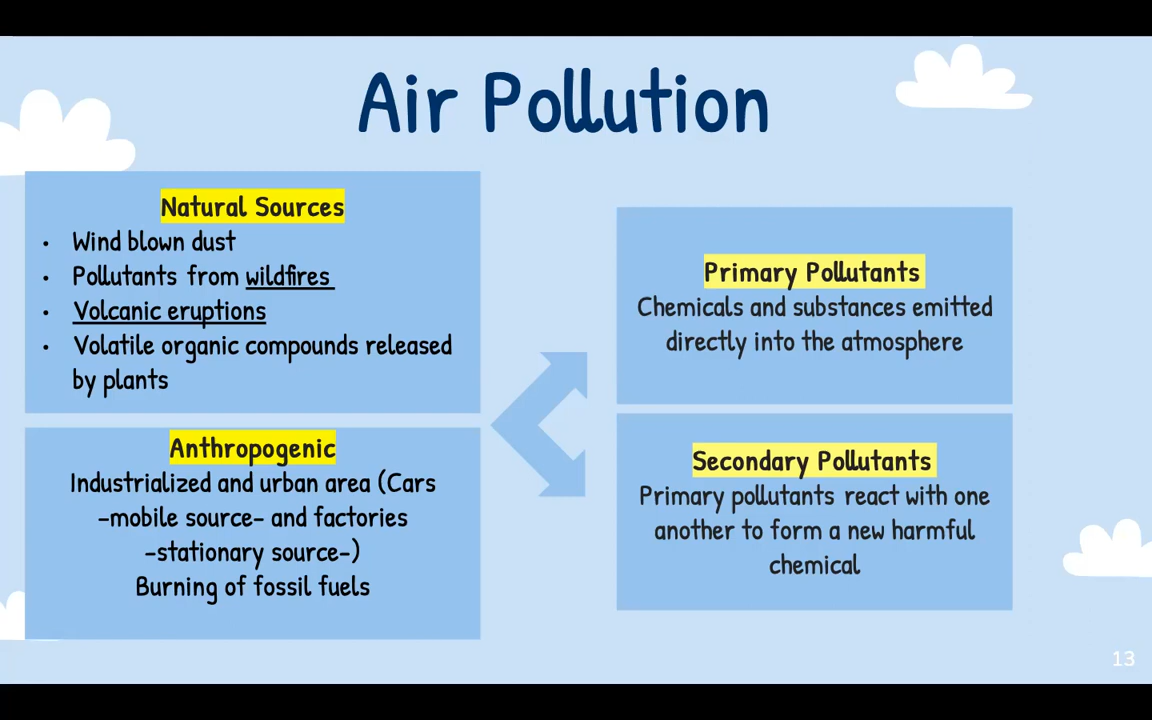 Air Pollution
Natural Sources
• Wind blown dust
• Pollutants from wildfires
• Volcanic eruptions
• Volatile organic compounds released
by plants
Anthropogenic
Industrialized and urban area (Cars
-mobile source- and factories
-stationary source-)
Burning of fossil fuels
Primary Pollutants
Chemicals and substances emitted
directly into the atmosphere
Secondary Pollutants
Primary pollutants react with one
another to form a new harmful
chemical
13